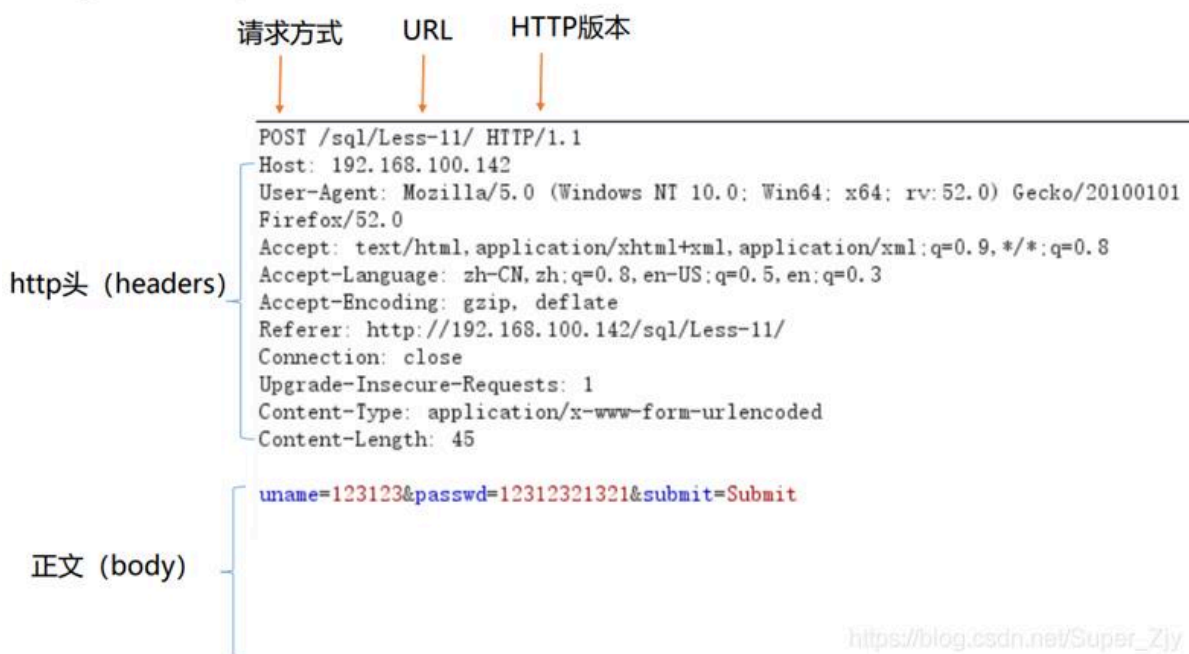 请求方式 URL HTTP版本
POST /sql/Less-11/ HTTP/1.1
Host: 192.168.100.142
User-Agent: Mozilla/5.0 (Windows NT 10.0; Win64; x64; rv:52.0) Gecko/20100101
Firefox/52.0
Accept: text/html,application/xhtml+xml,application/xml;q=0.9,*/*;q=0.8
Accept-Language: zh-CN,zh;q=0.8,en-US;q=0.5,en;q=0.3
http头（headers）
Accept-Encoding: gzip, deflate
Referer: http://192.168.100.142/sql/Less-11/
Connection: close
Upgrade-Insecure-Requests: 1
Content-Type: application/x-www-form-urlencoded
Content-Length: 45
uname=123123&passwd=12312321321&submit=Submit
正文（body）
https://blog.csdn.net/Super_Zjy